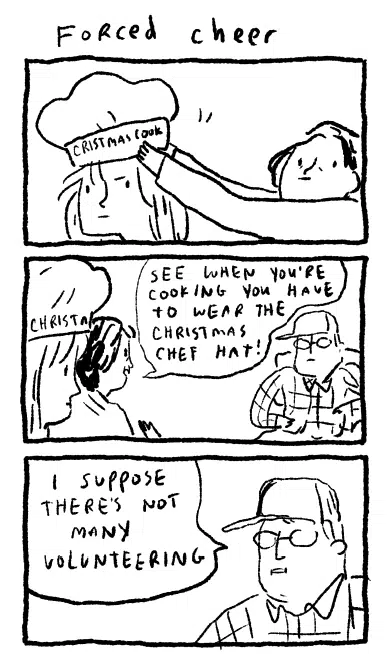 Forced cheer
CRISTMAS COOK
SEE WHEN YOU'RE
COOKING YOU HAVE
TO WEAR THE
CHRISTMAS
CHEF HAT!
CHRISTA
I SUPPOSE
THERE'S NOT
MANY
VOLUNTEERING